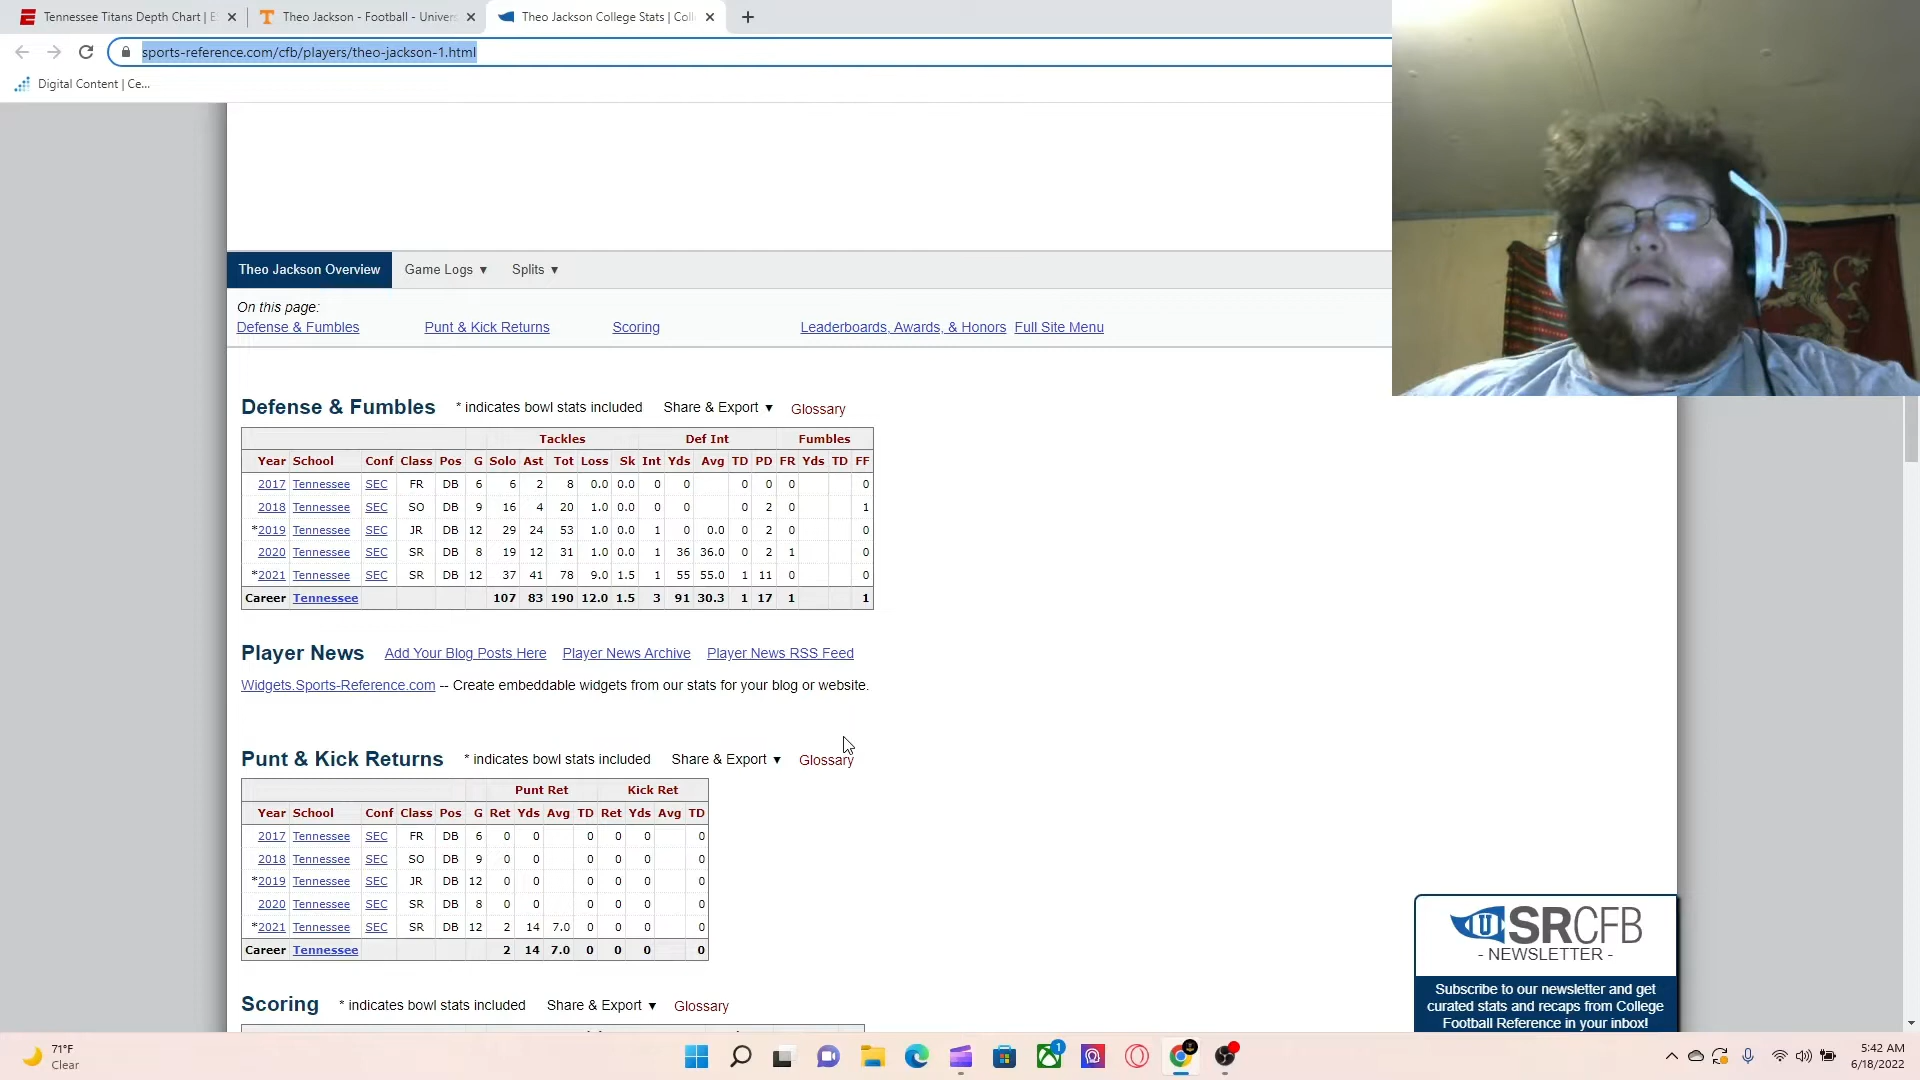 Tennessee Titans Depth Chart | E
Theo Jackson - Football - Univers
Theo Jackson College Stats | Coll
sports-reference.com/cfb/players/theo-jackson-1.html
Digital Content | Ce...
Theo Jackson Overview Game Logs ▼ Splits ▼
On this page:
Defense & Fumbles Punt & Kick Returns Scoring Leaderboards, Awards, & Honors Full Site Menu
Defense & Fumbles * indicates bowl stats included Share & Export ▼ Glossary
Tackles Def Int Fumbles
Year School Conf Class Pos G Solo Ast Tot Loss Sk Int Yds Avg TD PD FR Yds TD FF
2017 Tennessee SEC FR DB 6 6 2 8 0.0 0.0 0 0 0 0 0 0
2018 Tennessee SEC SO DB 9 16 4 20 1.0 0.0 0 0 0 2 0 1
*2019 Tennessee SEC JR DB 12 29 24 53 1.0 0.0 1 0 0.0 0 2 0 0
2020 Tennessee SEC SR DB 8 19 12 31 1.0 0.0 1 36 36.0 0 2 1 0
*2021 Tennessee SEC SR DB 12 37 41 78 9.0 1.5 1 55 55.0 1 11 0 0
Career Tennessee 107 83 190 12.0 1.5 3 91 30.3 1 17 1 1
Player News Add Your Blog Posts Here Player News Archive Player News RSS Feed
Widgets.Sports-Reference.com -- Create embeddable widgets from our stats for your blog or website.
Punt & Kick Returns * indicates bowl stats included Share & Export ▼ Glossary
Punt Ret Kick Ret
Year School Conf Class Pos G Ret Yds Avg TD Ret Yds Avg TD
2017 Tennessee SEC FR DB 6 0 0 0 0 0 0
2018 Tennessee SEC SO DB 9 0 0 0 0 0 0
*2019 Tennessee SEC JR DB 12 0 0 0 0 0 0
2020 Tennessee SEC SR DB 8 0 0 0 0 0 0
*2021 Tennessee SEC SR DB 12 2 14 7.0 0 0 0 0
Career Tennessee 2 14 7.0 0 0 0 0
Scoring * indicates bowl stats included Share & Export ▼ Glossary
SRCFB
- NEWSLETTER -
Subscribe to our newsletter and get
curated stats and recaps from College
Football Reference in your inbox!
71°F
Clear
1
5:42 AM
6/18/2022